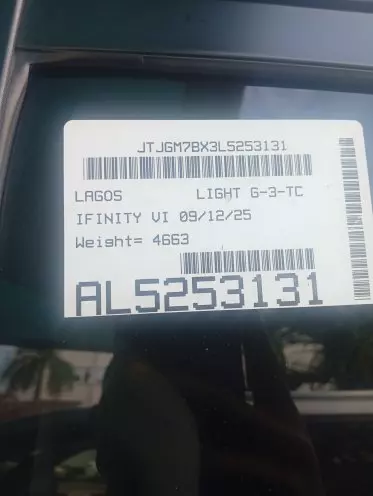 JTJGM7BX3L5253131
LAGOS LIGHT G-3-TC
IFINITY VI 09/12/25
Weight= 4663
AL5253131